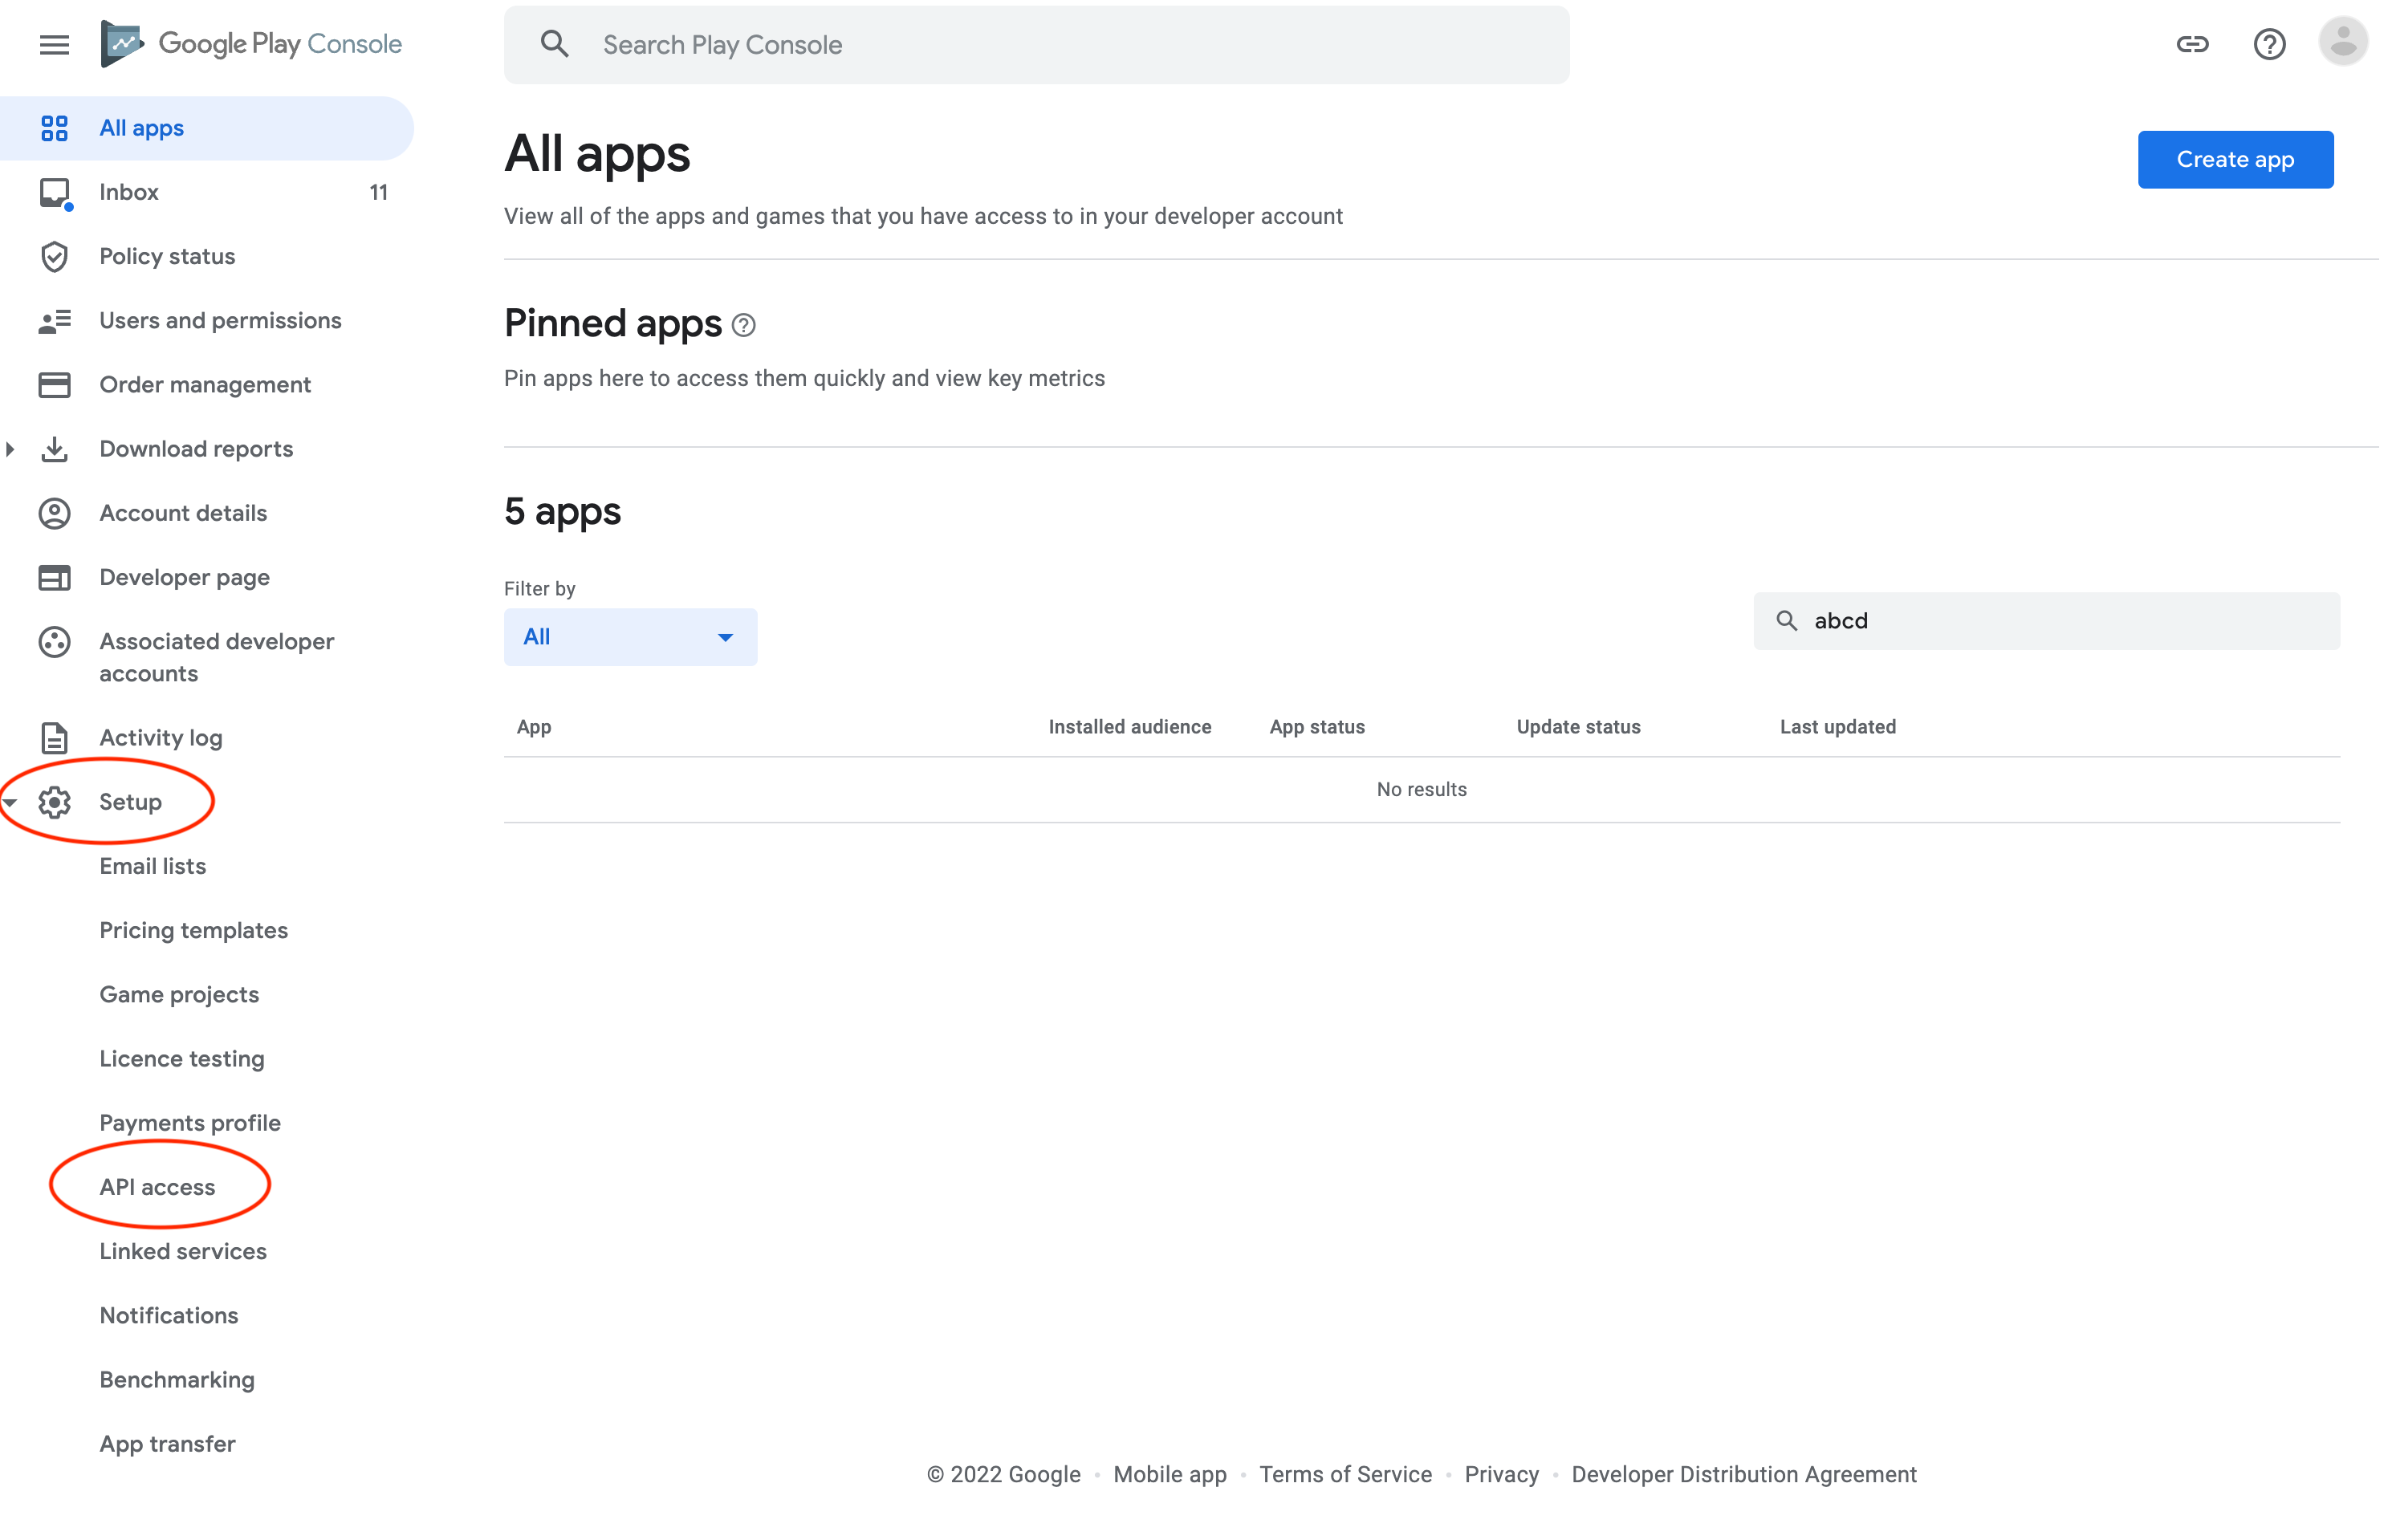 Google Play Console
Search Play Console
All apps
Inbox 11
Policy status
Users and permissions
Order management
Download reports
Account details
Developer page
Associated developer
accounts
Activity log
Setup
Email lists
Pricing templates
Game projects
Licence testing
Payments profile
API access
Linked services
Notifications
Benchmarking
App transfer
All apps
Create app
View all of the apps and games that you have access to in your developer account
Pinned apps
Pin apps here to access them quickly and view key metrics
5 apps
Filter by
All
abcd
App Installed audience App status Update status Last updated
No results
© 2022 Google • Mobile app • Terms of Service • Privacy • Developer Distribution Agreement